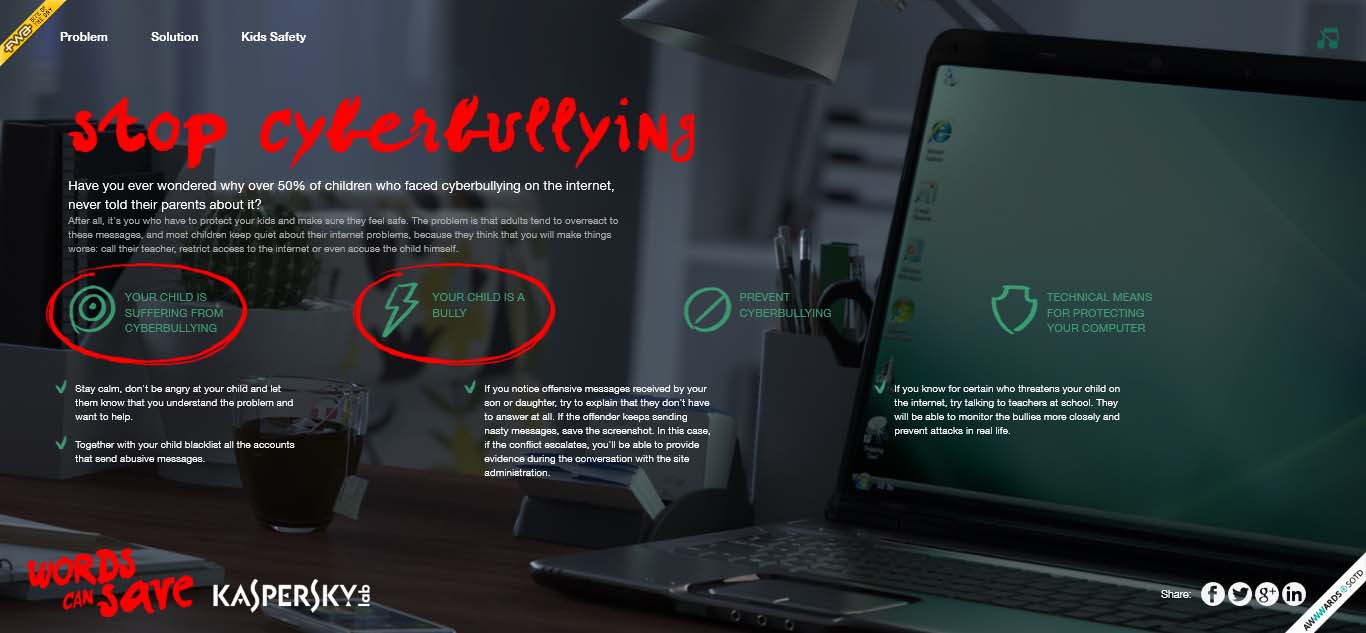 FWA SITE OF THE DAY
Problem Solution Kids Safety
stop cyberbullying
Have you ever wondered why over 50% of children who faced cyberbullying on the internet,
never told their parents about it?
After all, it's you who have to protect your kids and make sure they feel safe. The problem is that adults tend to overreact to
these messages, and most children keep quiet about their internet problems, because they think that you will make things
worse: call their teacher, restrict access to the internet or even accuse the child himself.
YOUR CHILD IS
SUFFERING FROM
CYBERBULLYING
YOUR CHILD IS A
BULLY
PREVENT
CYBERBULLYING
TECHNICAL MEANS
FOR PROTECTING
YOUR COMPUTER
Stay calm, don't be angry at your child and let
them know that you understand the problem and
want to help.
Together with your child blacklist all the accounts
that send abusive messages.
If you notice offensive messages received by your
son or daughter, try to explain that they don't have
to answer at all. If the offender keeps sending
nasty messages, save the screenshot. In this case,
if the conflict escalates, you'll be able to provide
evidence during the conversation with the site
administration.
If you know for certain who threatens your child on
the internet, try talking to teachers at school. They
will be able to monitor the bullies more closely and
prevent attacks in real life.
WORDS
CAN save
KASPERSKY lab
Share:
AWWWARDS SOTD